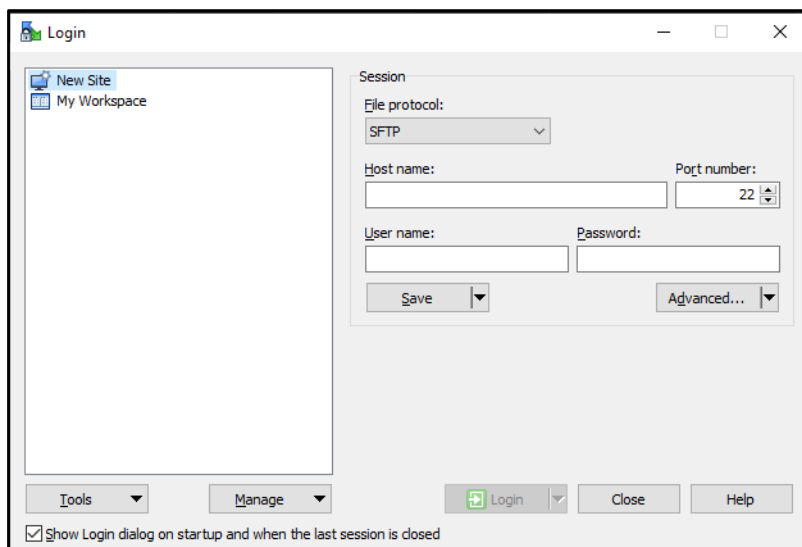 Login
New Site
My Workspace
Session
File protocol:
SFTP
Host name:
Port number:
22
User name:
Password:
Save
Advanced...
Tools
Manage
Login
Close
Help
Show Login dialog on startup and when the last session is closed